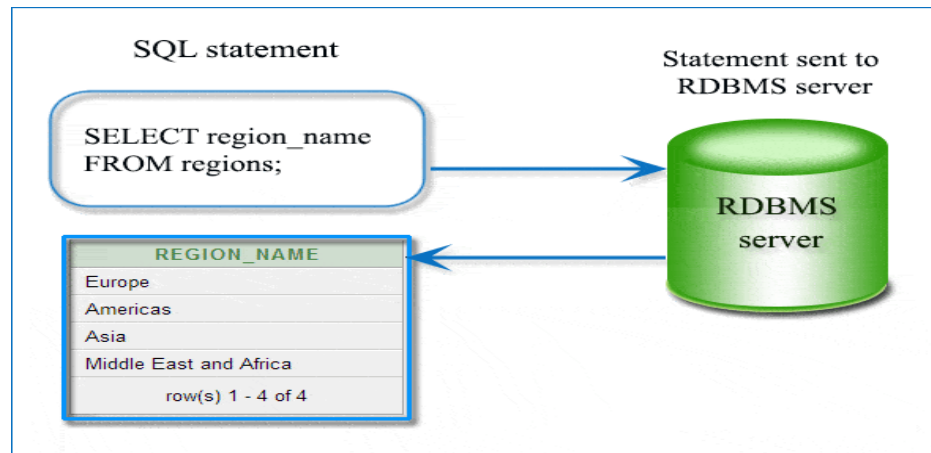 SQL statement
Statement sent to
RDBMS server
SELECT region_name
FROM regions;
RDBMS
server
REGION_NAME
Europe
Americas
Asia
Middle East and Africa
row(s) 1 - 4 of 4